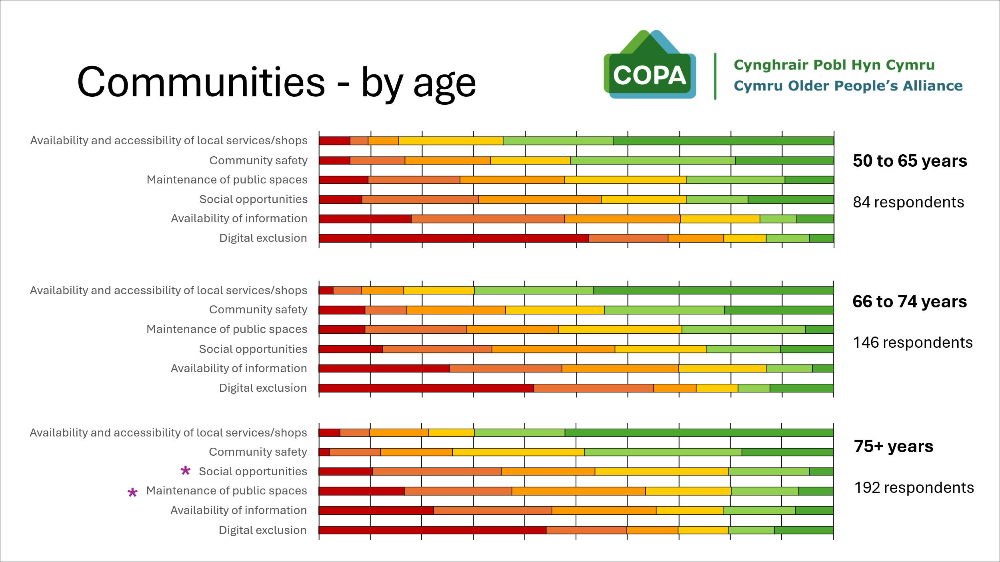 Communities - by age
COPA
Cynghrair Pobl Hyn Cymru
Cymru Older People's Alliance
Availability and accessibility of local services/shops
Community safety
Maintenance of public spaces
Social opportunities
Availability of information
Digital exclusion
50 to 65 years
84 respondents
Availability and accessibility of local services/shops
Community safety
Maintenance of public spaces
Social opportunities
Availability of information
Digital exclusion
66 to 74 years
146 respondents
Availability and accessibility of local services/shops
Community safety
* Social opportunities
* Maintenance of public spaces
Availability of information
Digital exclusion
75+ years
192 respondents